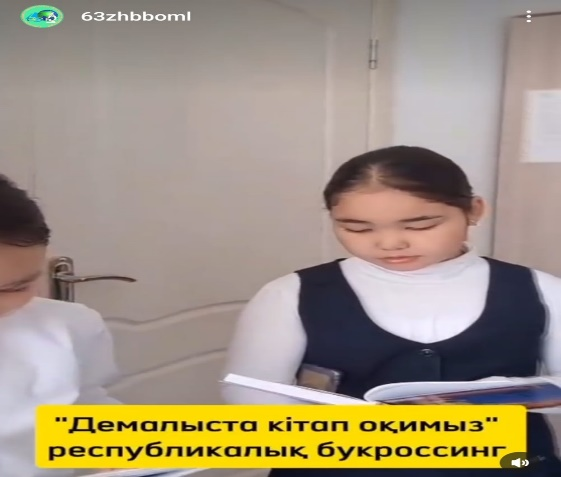 63zhbboml
"Демалыста кітап оқимыз"
республикалық букроссинг